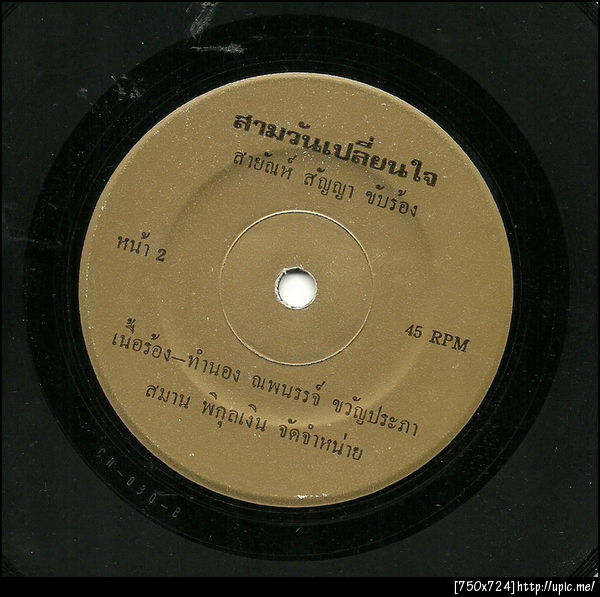 สามวันเปลี่ยนใจ
สายัณห์ สัญญา ขับร้อง
หน้า 2
45 RPM
เนื้อร้อง—ทำนอง ณพนรรจ์ ขวัญประภา
สมาน พิกุลเงิน จัดจำหน่าย
CN-030-B
[750x724]http://upic.me/